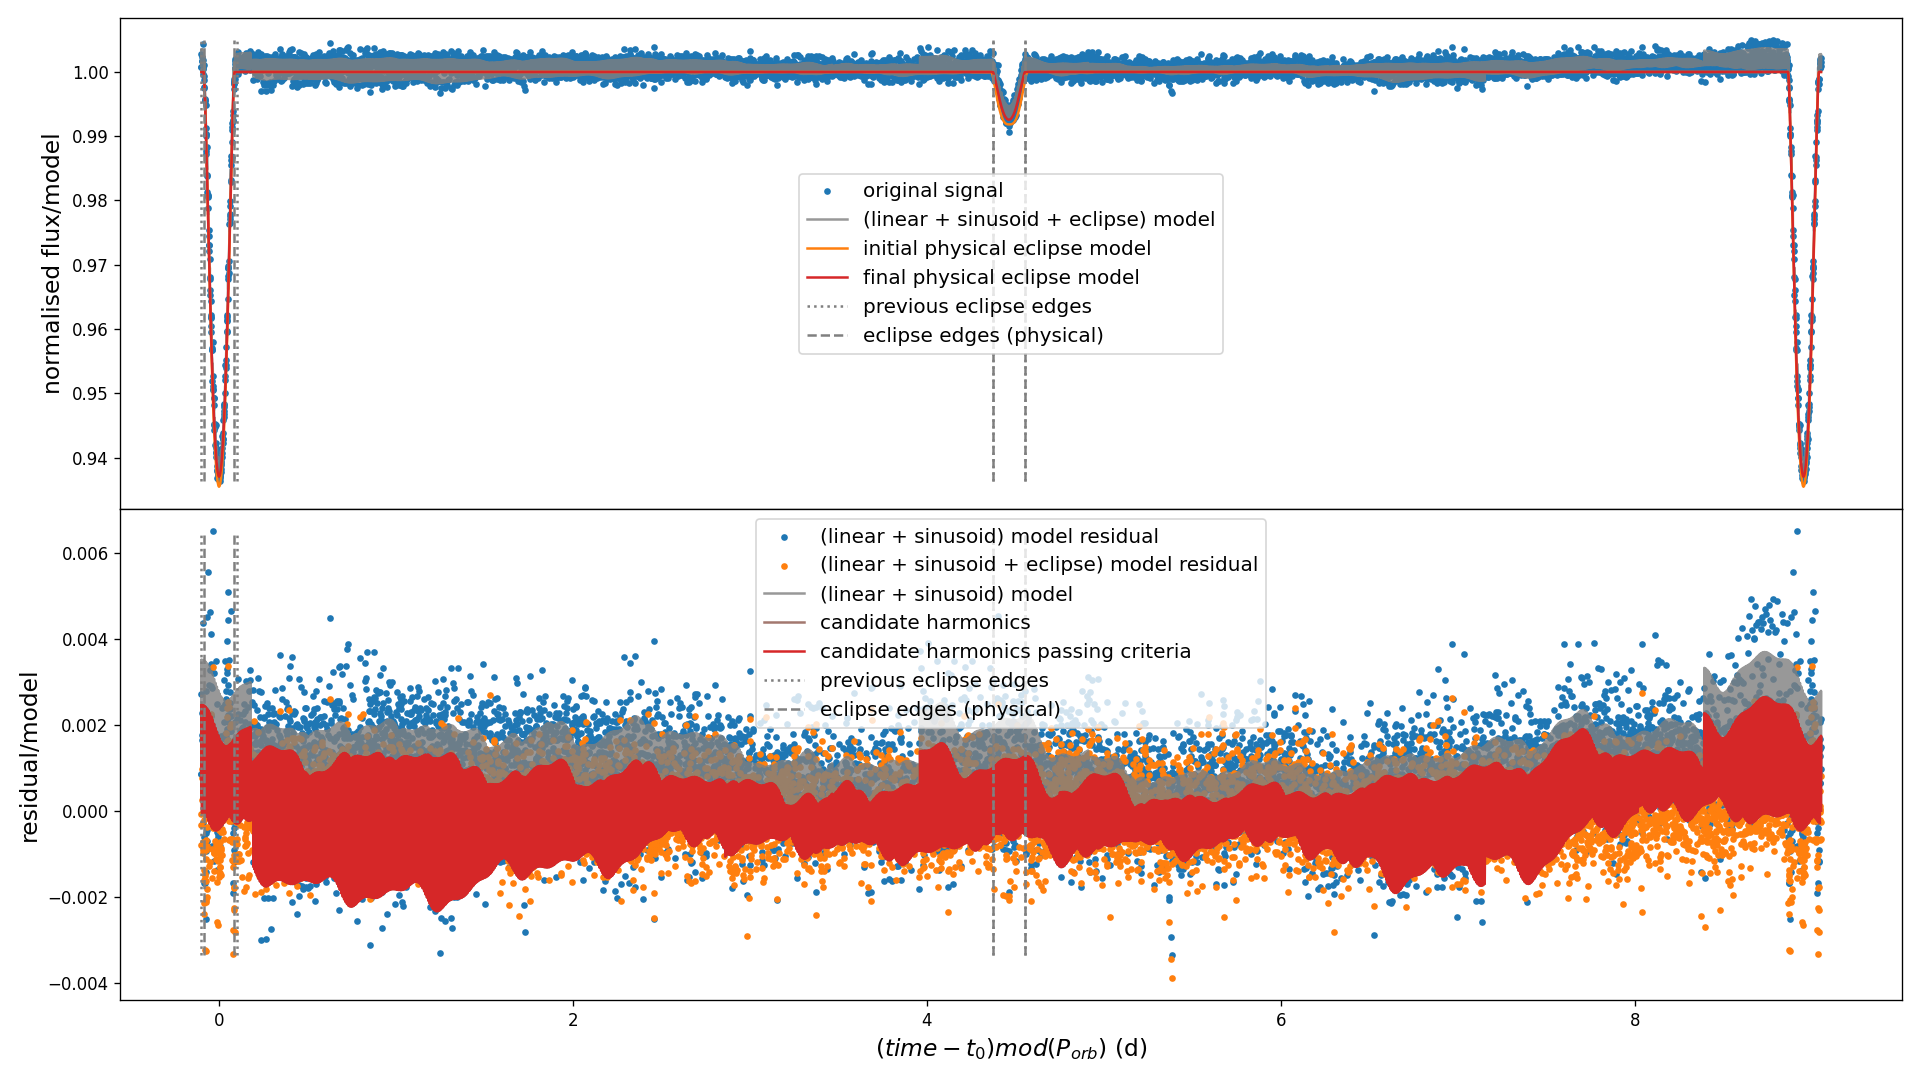 1.00
0.99
0.98
0.97
0.96
0.95
0.94
normalised flux/model
original signal
(linear + sinusoid + eclipse) model
initial physical eclipse model
final physical eclipse model
previous eclipse edges
eclipse edges (physical)
0.006
0.004
0.002
0.000
−0.002
−0.004
residual/model
(linear + sinusoid) model residual
(linear + sinusoid + eclipse) model residual
(linear + sinusoid) model
candidate harmonics
candidate harmonics passing criteria
previous eclipse edges
eclipse edges (physical)
0 2 4 6 8
(time − t₀)mod(Pₒᵣb) (d)